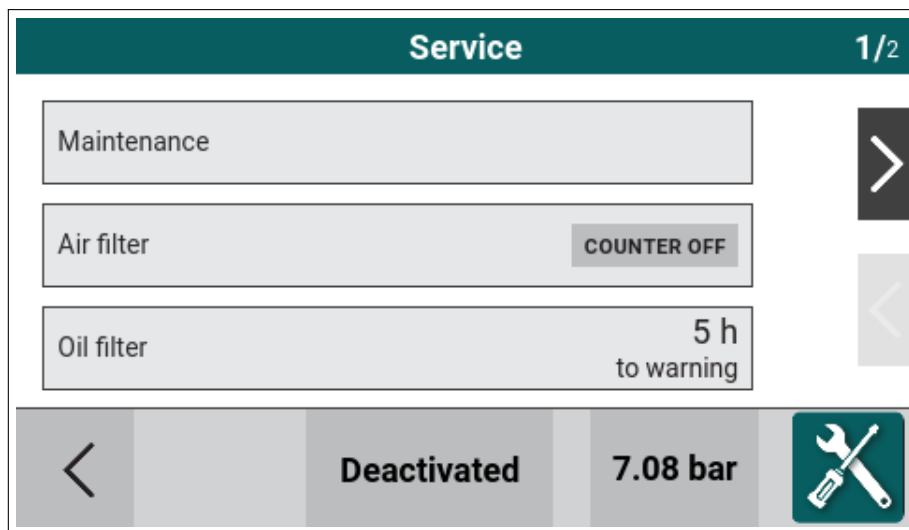 Service
1/2
Maintenance
Air filter
COUNTER OFF
Oil filter
5 h
to warning
Deactivated
7.08 bar